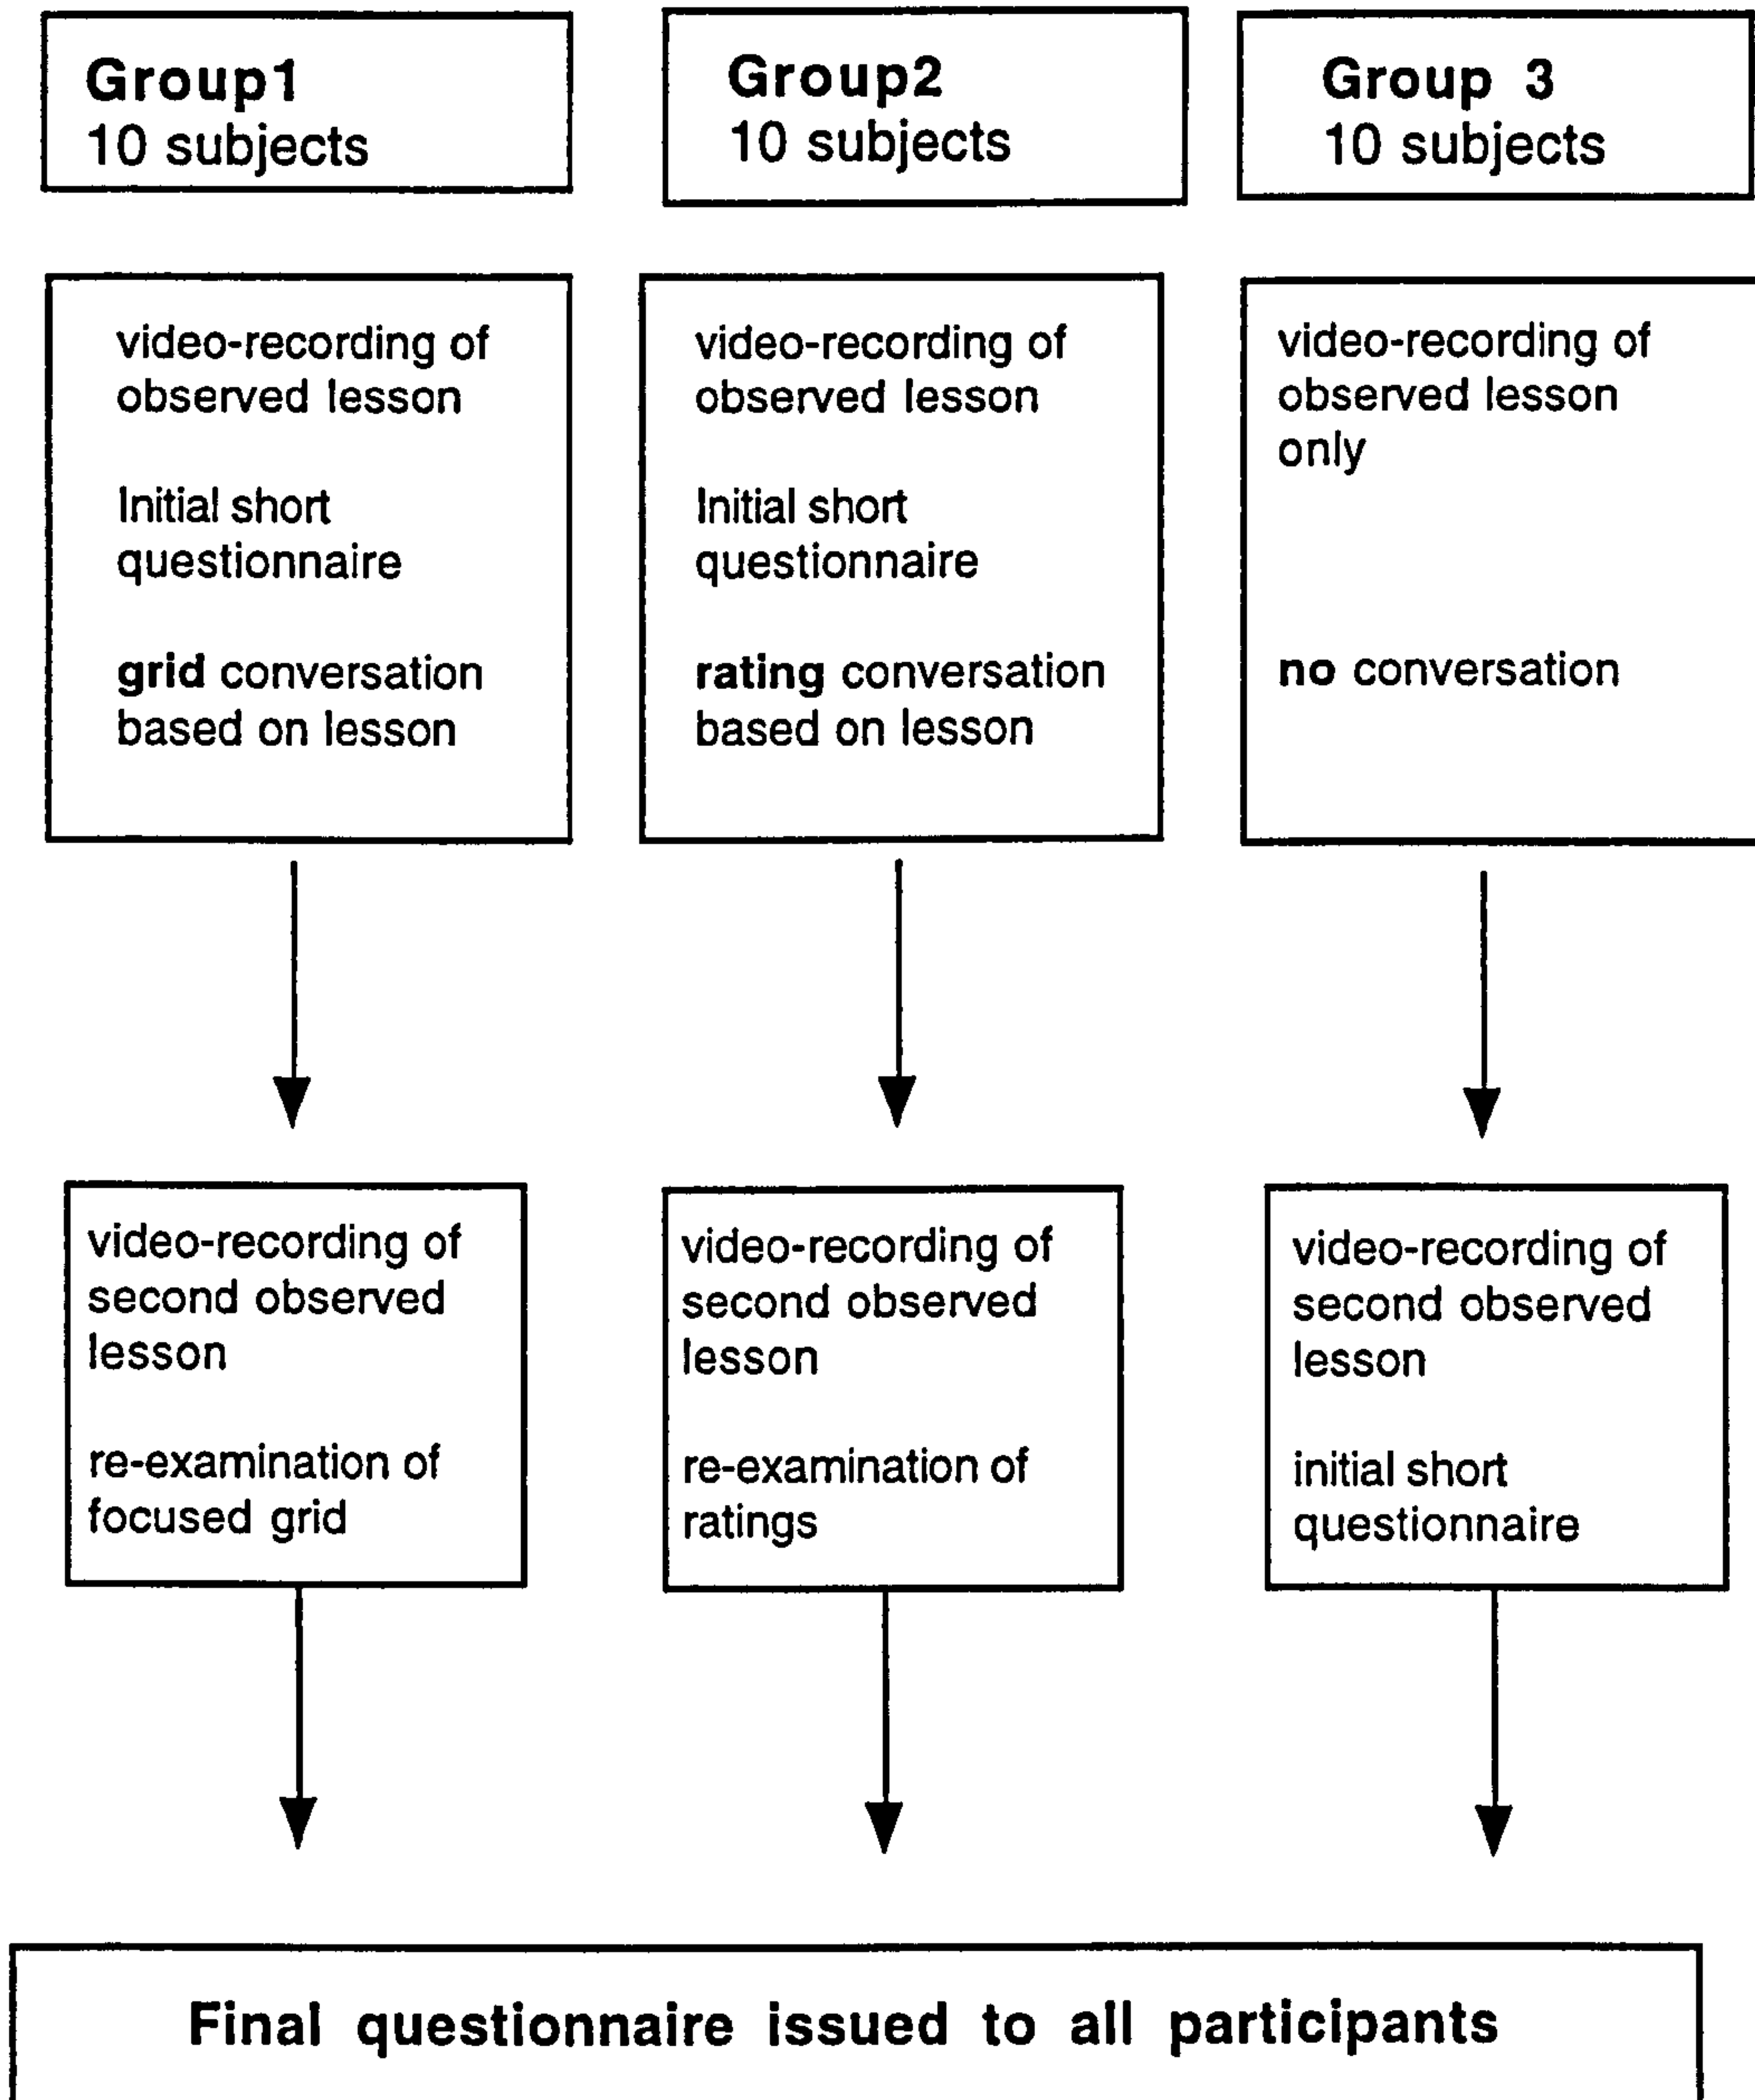 Group1
10 subjects
Group2
10 subjects
Group 3
10 subjects
video-recording of
observed lesson
Initial short
questionnaire
grid conversation
based on lesson
video-recording of
observed lesson
Initial short
questionnaire
rating conversation
based on lesson
video-recording of
observed lesson
only
no conversation
video-recording of
second observed
lesson
re-examination of
focused grid
video-recording of
second observed
lesson
re-examination of
ratings
video-recording of
second observed
lesson
initial short
questionnaire
Final questionnaire issued to all participants